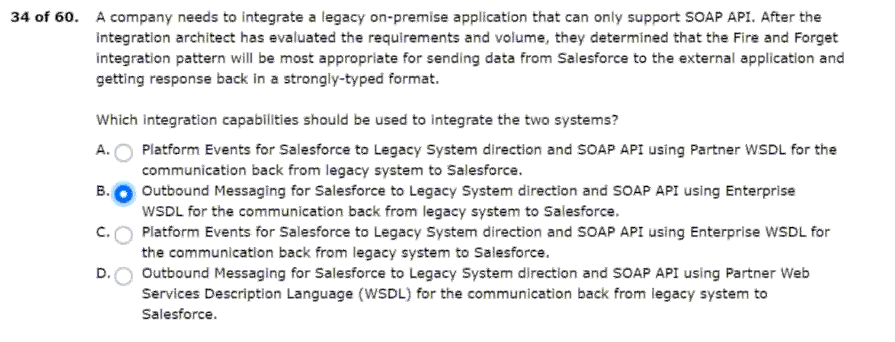 34 of 60. A company needs to integrate a legacy on-premise application that can only support SOAP API. After the
integration architect has evaluated the requirements and volume, they determined that the Fire and Forget
integration pattern will be most appropriate for sending data from Salesforce to the external application and
getting response back in a strongly-typed format.
Which integration capabilities should be used to integrate the two systems?
A. Platform Events for Salesforce to Legacy System direction and SOAP API using Partner WSDL for the
communication back from legacy system to Salesforce.
B. Outbound Messaging for Salesforce to Legacy System direction and SOAP API using Enterprise
WSDL for the communication back from legacy system to Salesforce.
C. Platform Events for Salesforce to Legacy System direction and SOAP API using Enterprise WSDL for
the communication back from legacy system to Salesforce.
D. Outbound Messaging for Salesforce to Legacy System direction and SOAP API using Partner Web
Services Description Language (WSDL) for the communication back from legacy system to
Salesforce.